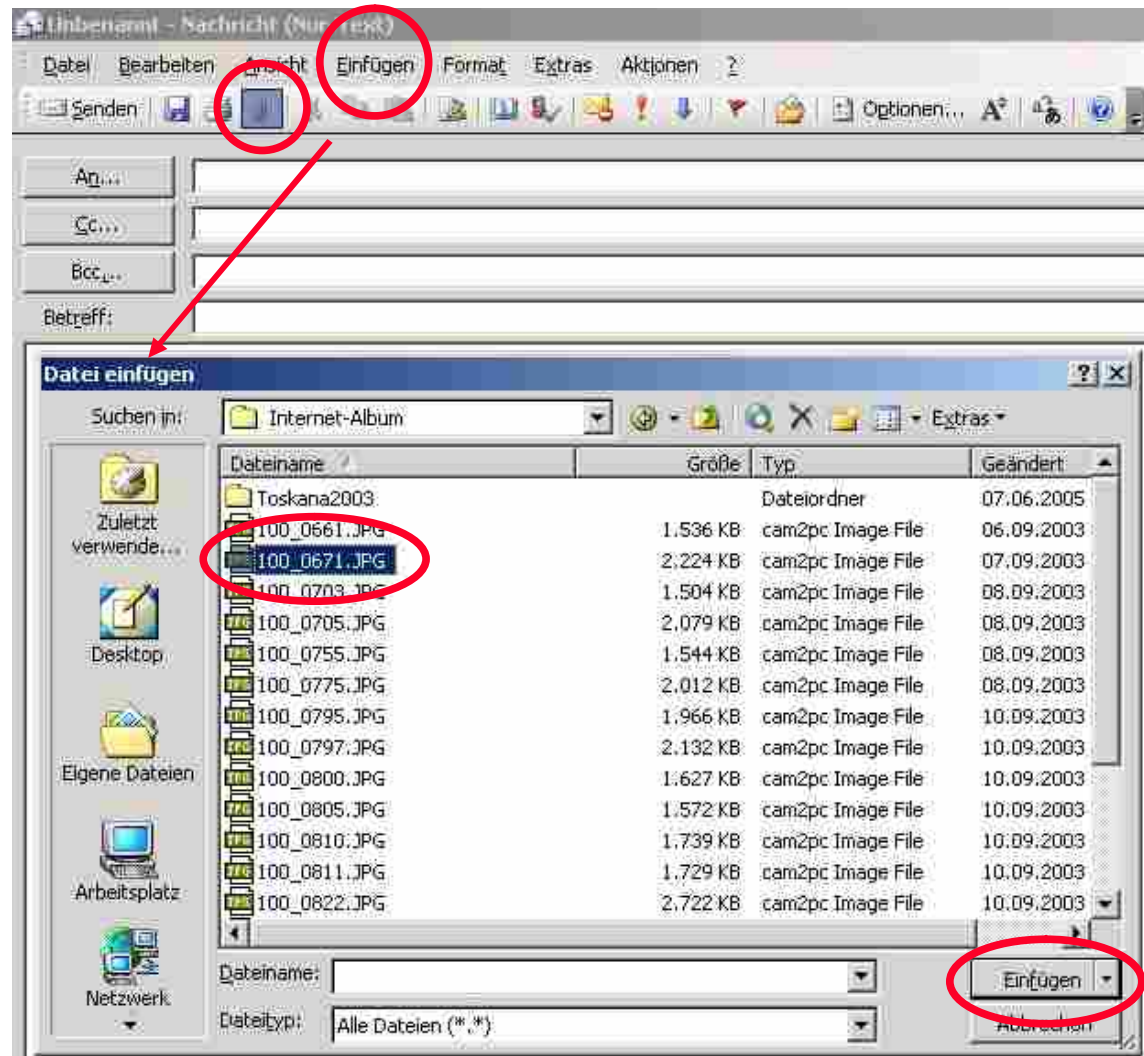 Unbenannt - Nachricht (Nur Text)
Datei Bearbeiten Ansicht Einfügen Format Extras Aktionen ?
Senden Optionen...
An...
Cc...
Bcc...
Betreff:
Datei einfügen
Suchen in: Internet-Album Extras
Dateiname Größe Typ Geändert
Toskana2003 Dateiordner 07.06.2005
100_0661.JPG 1.536 KB cam2pc Image File 06.09.2003
100_0671.JPG 2.224 KB cam2pc Image File 07.09.2003
100_0703.JPG 1.504 KB cam2pc Image File 08.09.2003
100_0705.JPG 2.079 KB cam2pc Image File 08.09.2003
100_0755.JPG 1.544 KB cam2pc Image File 08.09.2003
100_0775.JPG 2.012 KB cam2pc Image File 08.09.2003
100_0795.JPG 1.966 KB cam2pc Image File 10.09.2003
100_0797.JPG 2.132 KB cam2pc Image File 10.09.2003
100_0800.JPG 1.627 KB cam2pc Image File 10.09.2003
100_0805.JPG 1.572 KB cam2pc Image File 10.09.2003
100_0810.JPG 1.739 KB cam2pc Image File 10.09.2003
100_0811.JPG 1.729 KB cam2pc Image File 10.09.2003
100_0822.JPG 2.722 KB cam2pc Image File 10.09.2003
Zuletzt
verwende...
Desktop
Eigene Dateien
Arbeitsplatz
Netzwerk
Dateiname: Einfügen
Dateityp: Alle Dateien (*.*) Abbrechen